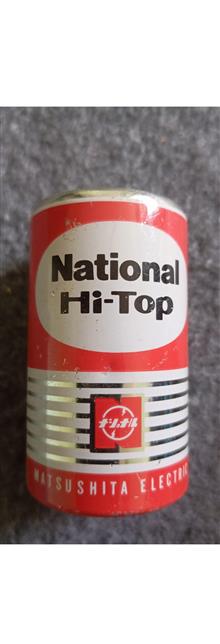 National
Hi-Top
ナショナル
MATSUSHITA ELECTRIC